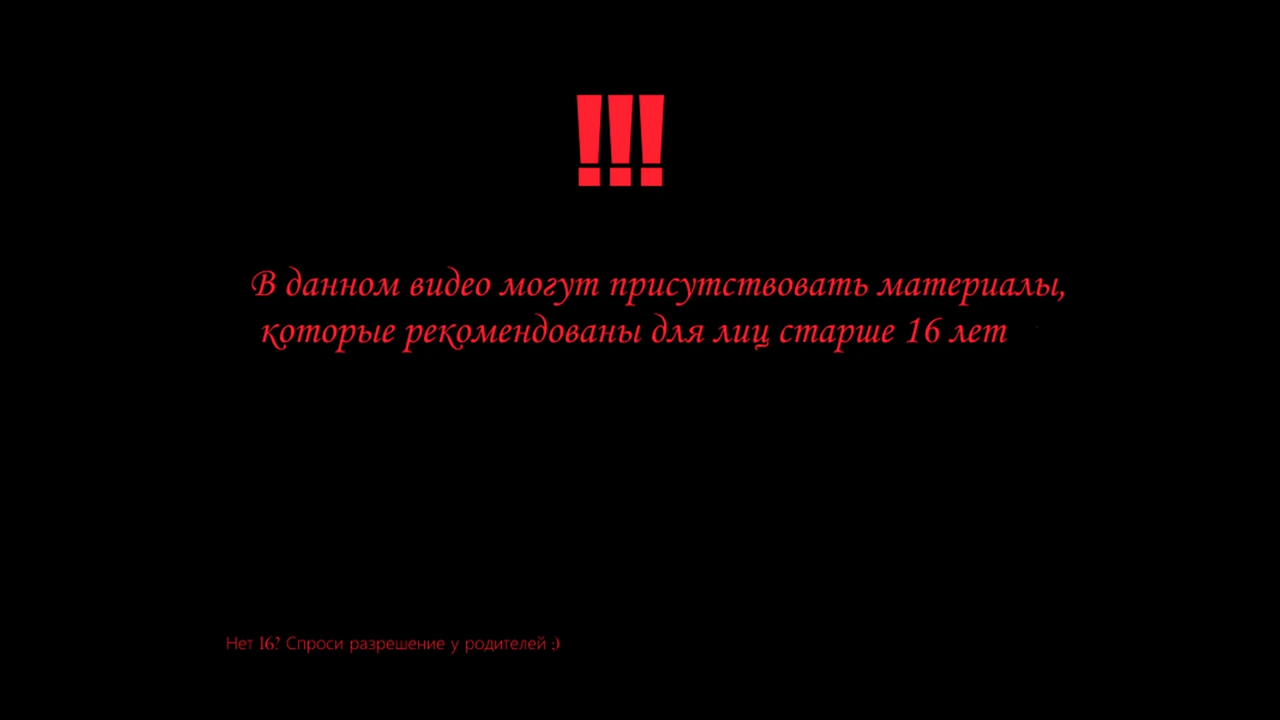 !!!
В данном видео могут присутствовать материалы,
которые рекомендованы для лиц старше 16 лет
Нет 16? Спроси разрешение у родителей ;)